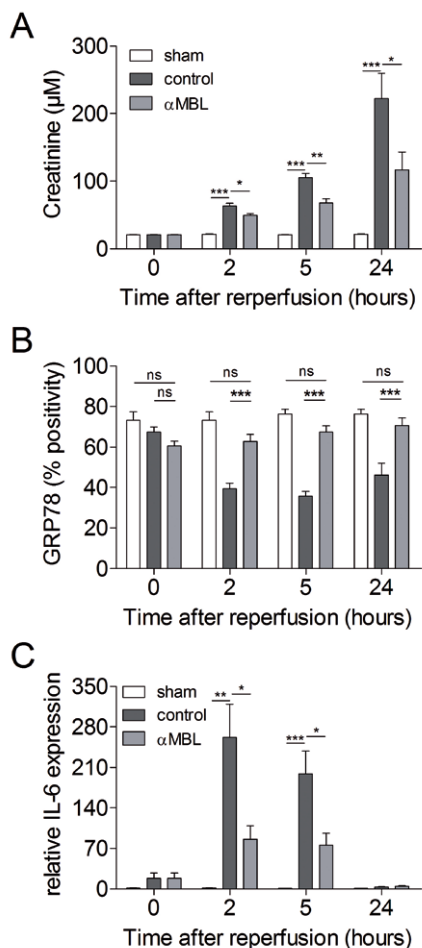 A
300
sham
control
αMBL
*** *
200
*** **
*** *
100
0
Creatinine (µM)
0 2 5 24
Time after rerperfusion (hours)
B
100
ns ns ns ns
ns *** *** ***
80
60
40
20
0
GRP78 (% positivity)
0 2 5 24
Time after reperfusion (hours)
C
350
sham
control
αMBL
** *
280
*** *
210
140
70
0
relative IL-6 expression
0 2 5 24
Time after reperfusion (hours)